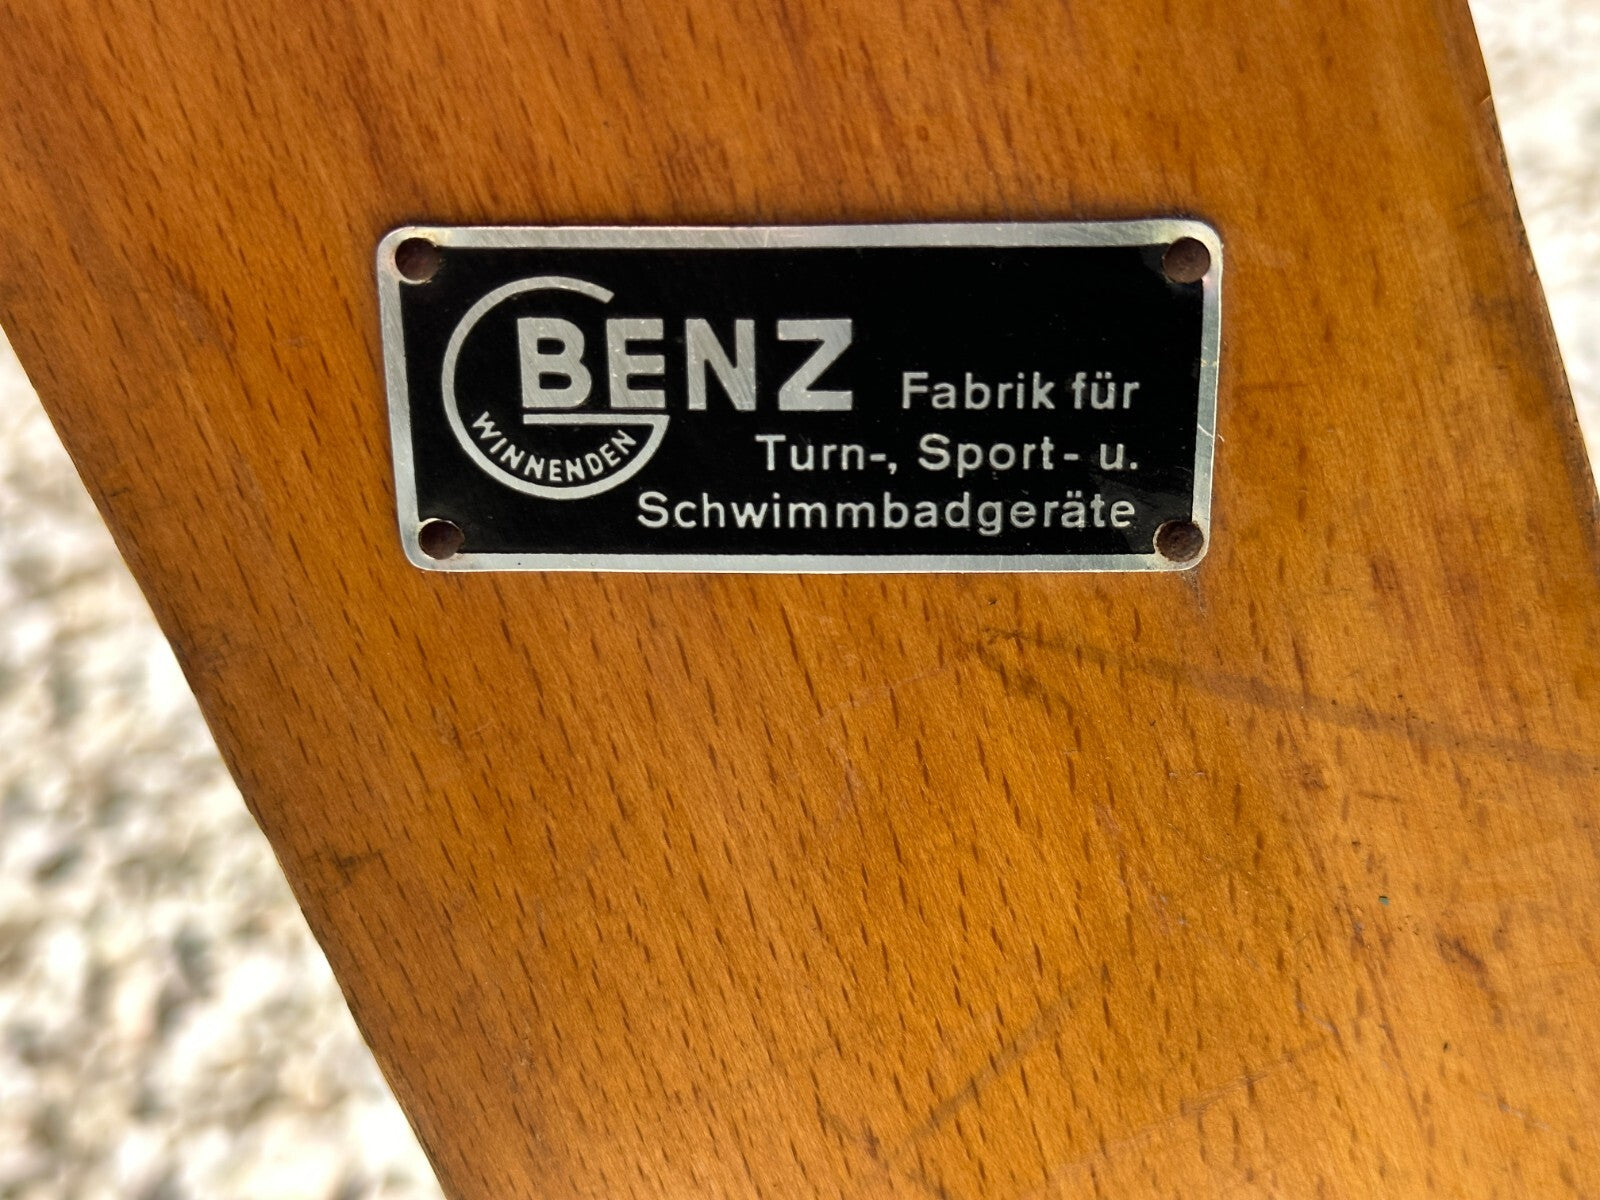 BENZ Fabrik für
WINNENDEN
Turn-, Sport- u.
Schwimmbadgeräte